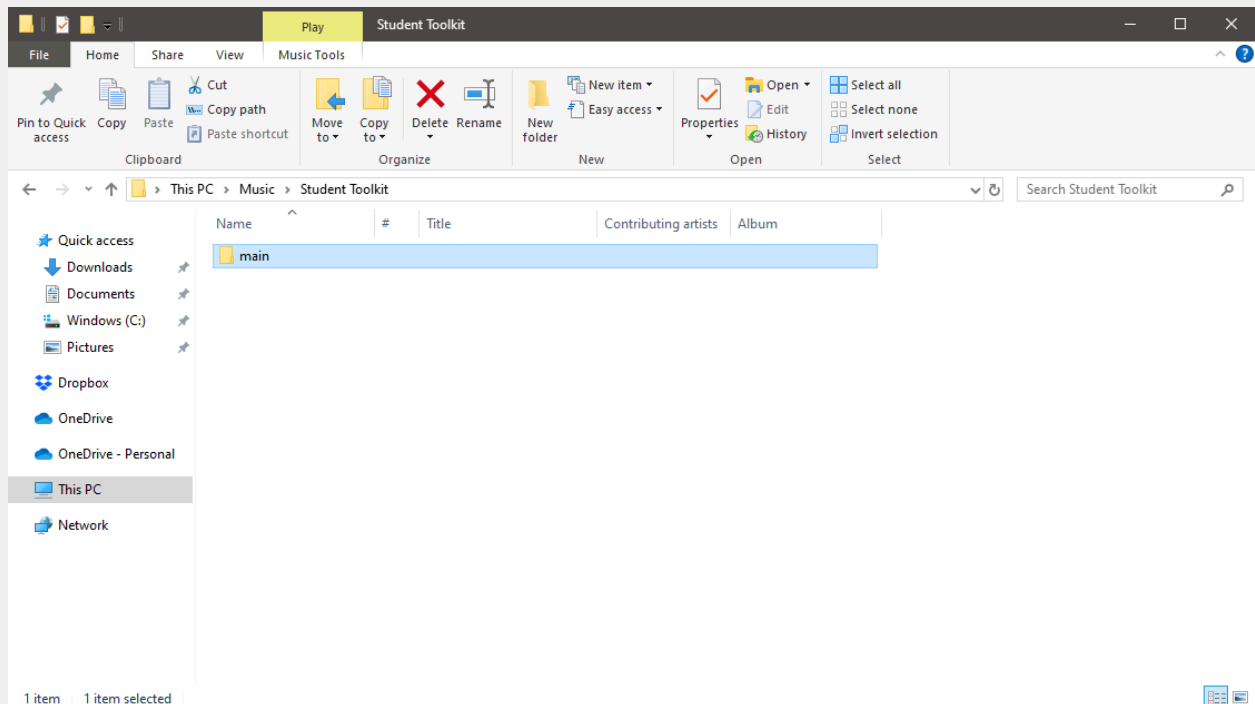 Play
Student Toolkit
File
Home
Share
View
Music Tools
Pin to Quick
access
Copy
Paste
Cut
Copy path
Paste shortcut
Clipboard
Move
to
Copy
to
Delete
Rename
Organize
New
folder
New item
Easy access
New
Properties
Open
Edit
History
Open
Select all
Select none
Invert selection
Select
This PC > Music > Student Toolkit
Search Student Toolkit
Name
#
Title
Contributing artists
Album
Quick access
Downloads
Documents
Windows (C:)
Pictures
Dropbox
OneDrive
OneDrive - Personal
This PC
Network
main
1 item
1 item selected